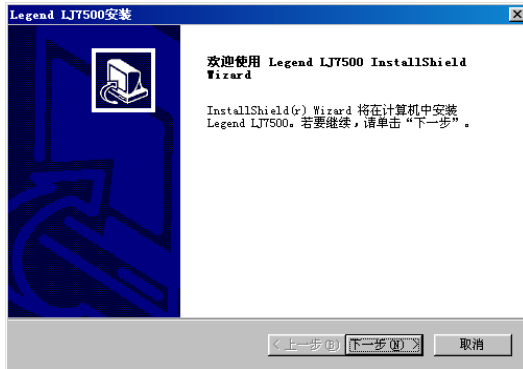 Legend LJ7500安装
欢迎使用 Legend LJ7500 InstallShield
Wizard
InstallShield(r) Wizard 将在计算机中安装
Legend LJ7500。若要继续，请单击“下一步”。
< 上一步(B) 下一步(N) > 取消